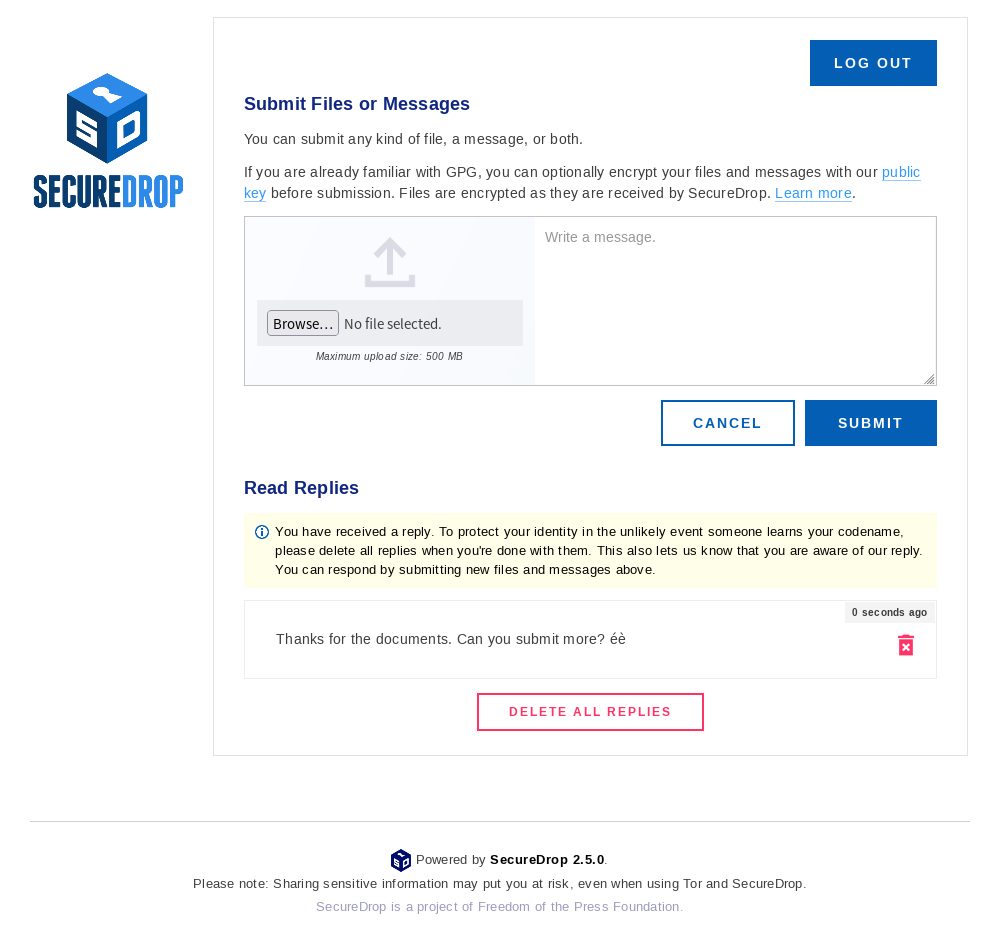 LOG OUT
SD
SECUREDROP
Submit Files or Messages
You can submit any kind of file, a message, or both.
If you are already familiar with GPG, you can optionally encrypt your files and messages with our public
key before submission. Files are encrypted as they are received by SecureDrop. Learn more.
Write a message.
Browse… No file selected.
Maximum upload size: 500 MB
CANCEL
SUBMIT
Read Replies
You have received a reply. To protect your identity in the unlikely event someone learns your codename,
please delete all replies when you're done with them. This also lets us know that you are aware of our reply.
You can respond by submitting new files and messages above.
0 seconds ago
Thanks for the documents. Can you submit more? éè
DELETE ALL REPLIES
SD Powered by SecureDrop 2.5.0.
Please note: Sharing sensitive information may put you at risk, even when using Tor and SecureDrop.
SecureDrop is a project of Freedom of the Press Foundation.